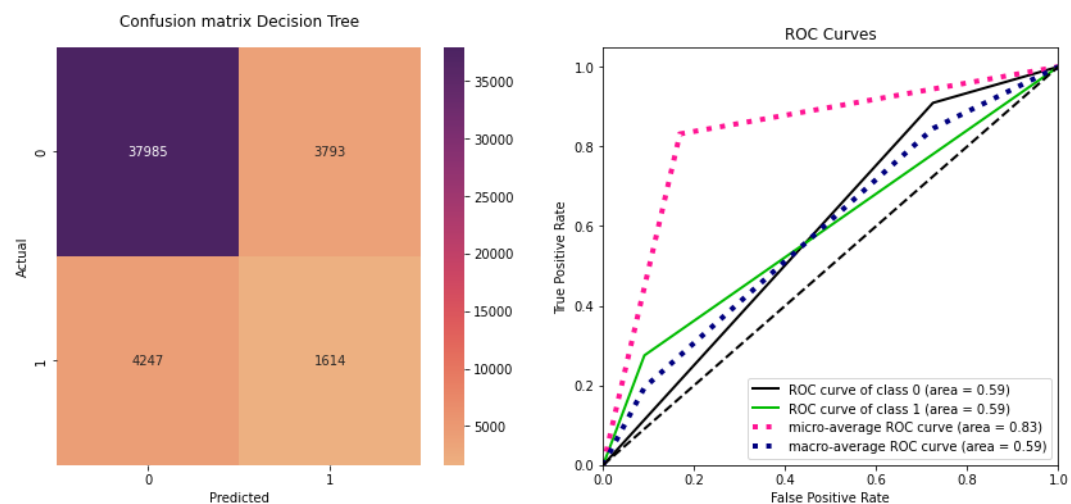 Confusion matrix Decision Tree
37985 3793
4247 1614
0
1
Actual
0 1
Predicted
35000
30000
25000
20000
15000
10000
5000
ROC Curves
1.0
0.8
0.6
0.4
0.2
0.0
True Positive Rate
ROC curve of class 0 (area = 0.59)
ROC curve of class 1 (area = 0.59)
micro-average ROC curve (area = 0.83)
macro-average ROC curve (area = 0.59)
0.0 0.2 0.4 0.6 0.8 1.0
False Positive Rate